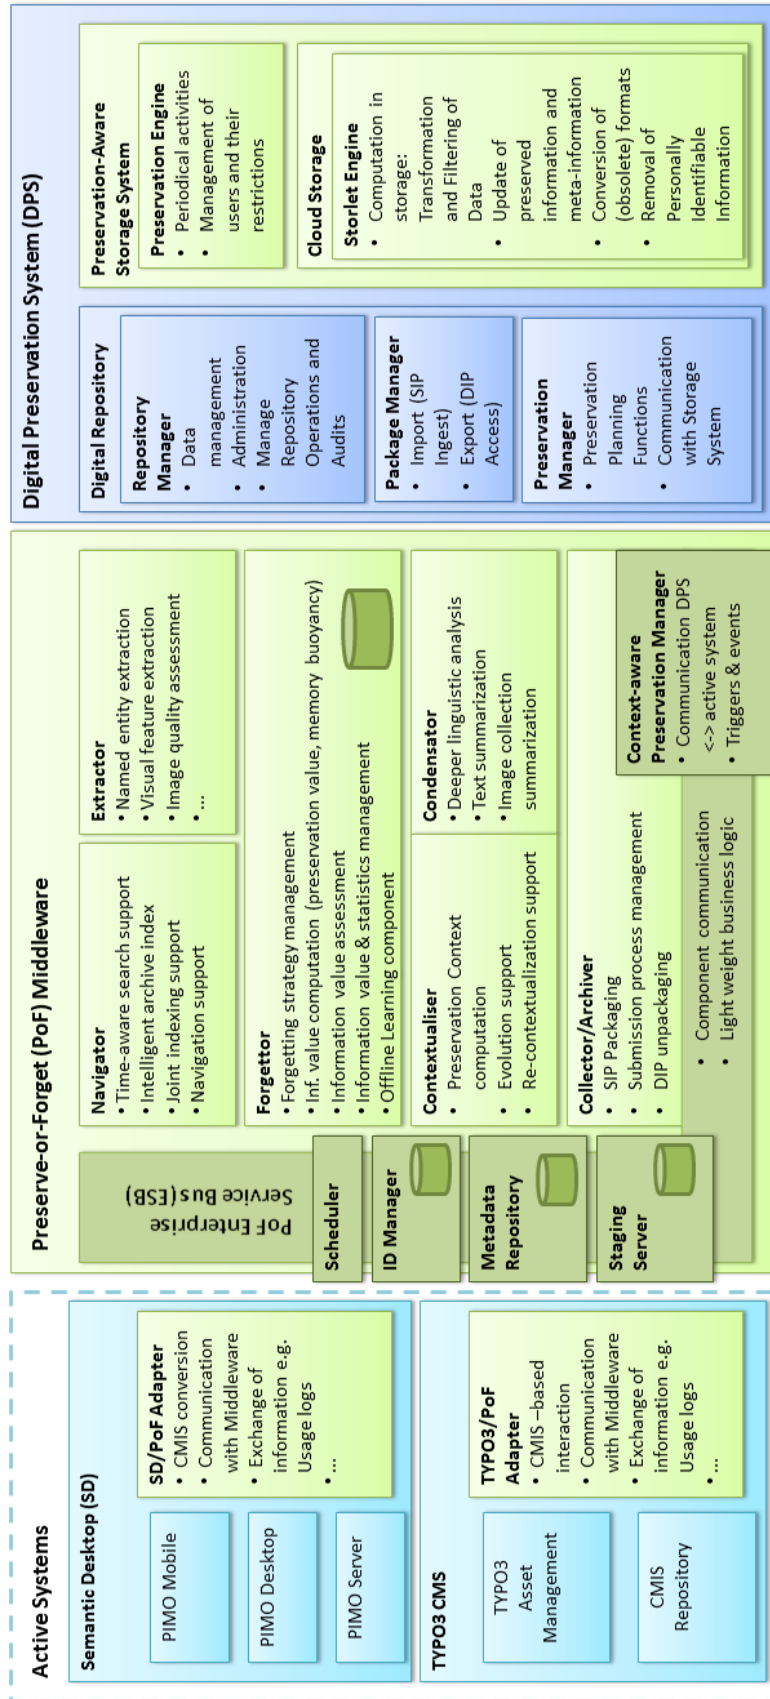 Active Systems
Semantic Desktop (SD)
PIMO Mobile
PIMO Desktop
PIMO Server
SD/PoF Adapter
• CMIS conversion
• Communication
with Middleware
• Exchange of
information e.g.
Usage logs
• ...
TYPO3 CMS
TYPO3
Asset
Management
CMIS
Repository
TYPO3/PoF
Adapter
• CMIS –based
interaction
• Communication
with Middleware
• Exchange of
information e.g.
Usage logs
• ...
Preserve-or-Forget (PoF) Middleware
PoF Enterprise
Service Bus (ESB)
Scheduler
ID Manager
Metadata
Repository
Staging
Server
Navigator
• Time-aware search support
• Intelligent archive index
• Joint indexing support
• Navigation support
Extractor
• Named entity extraction
• Visual feature extraction
• Image quality assessment
• ...
Forgettor
• Forgetting strategy management
• Inf. value computation (preservation value, memory buoyancy)
• Information value assessment
• Information value & statistics management
• Offline Learning component
Contextualiser
• Preservation Context
computation
• Evolution support
• Re-contextualization support
Condensator
• Deeper linguistic analysis
• Text summarization
• Image collection
summarization
Collector/Archiver
• SIP Packaging
• Submission process management
• DIP unpackaging
• Component communication
• Light weight business logic
Context-aware
Preservation Manager
• Communication DPS
<-> active system
• Triggers & events
Digital Preservation System (DPS)
Digital Repository
Repository
Manager
• Data
management
• Administration
• Manage
Repository
Operations and
Audits
Package Manager
• Import (SIP
Ingest)
• Export (DIP
Access)
Preservation
Manager
• Preservation
Planning
Functions
• Communication
with Storage
System
Preservation-Aware
Storage System
Preservation Engine
• Periodical activities
• Management of
users and their
restrictions
Cloud Storage
Storlet Engine
• Computation in
storage:
Transformation
and Filtering of
Data
• Update of
preserved
information and
meta-information
• Conversion of
(obsolete) formats
• Removal of
Personally
Identifiable
Information